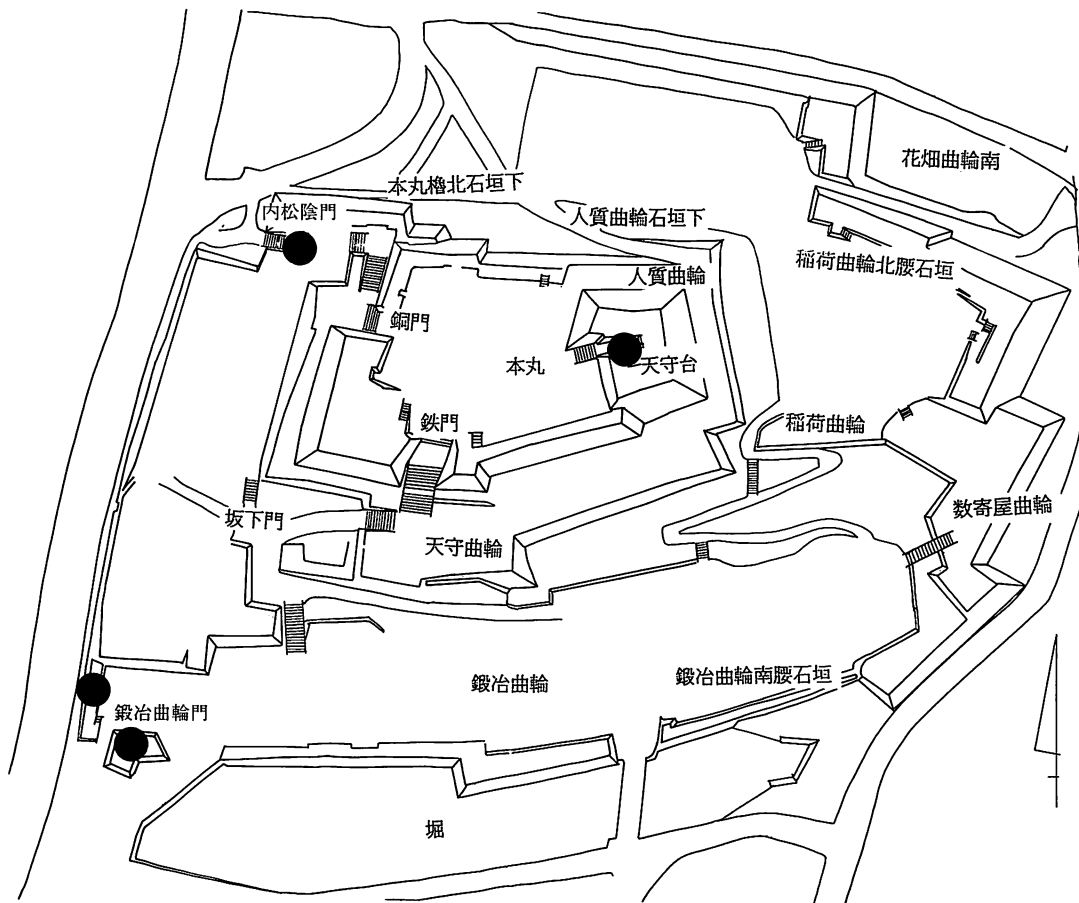 花畑曲輪南
本丸櫓北石垣下
内松陰門
人質曲輪石垣下
稲荷曲輪北腰石垣
人質曲輪
銅門
本丸
天守台
鉄門
稲荷曲輪
数寄屋曲輪
坂下門
天守曲輪
鍛冶曲輪
鍛冶曲輪南腰石垣
鍛冶曲輪門
堀